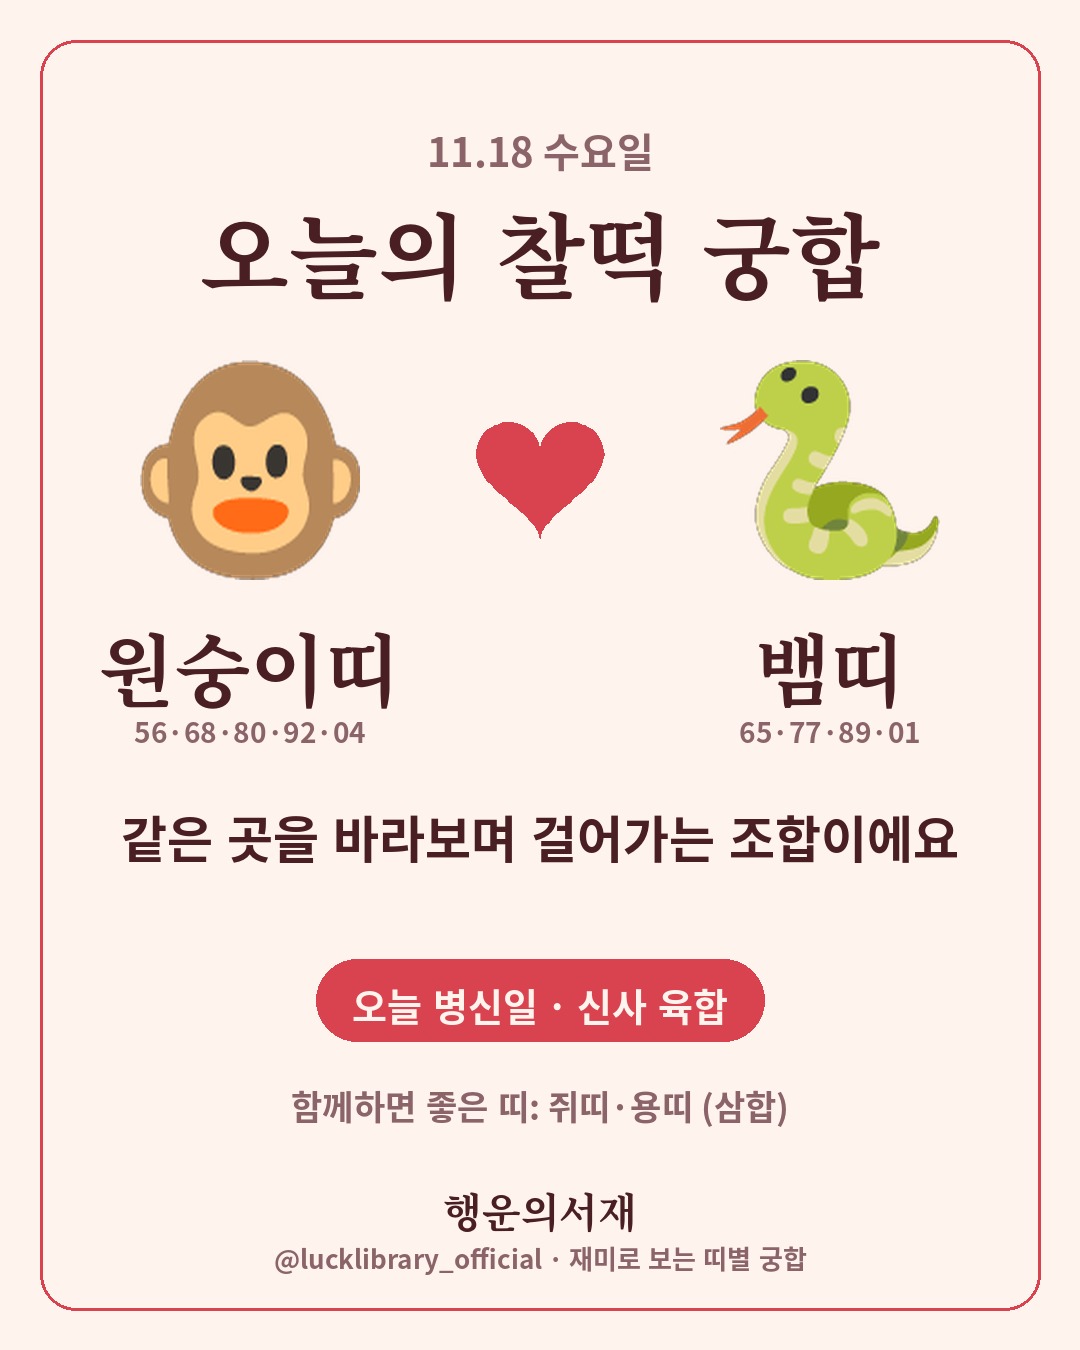 11.18 수요일
오늘의 찰떡 궁합
원숭이띠
56·68·80·92·04
뱀띠
65·77·89·01
같은 곳을 바라보며 걸어가는 조합이에요
오늘 병신일 · 신사 육합
함께하면 좋은 띠: 쥐띠·용띠 (삼합)
행운의서재
@lucklibrary_official · 재미로 보는 띠별 궁합